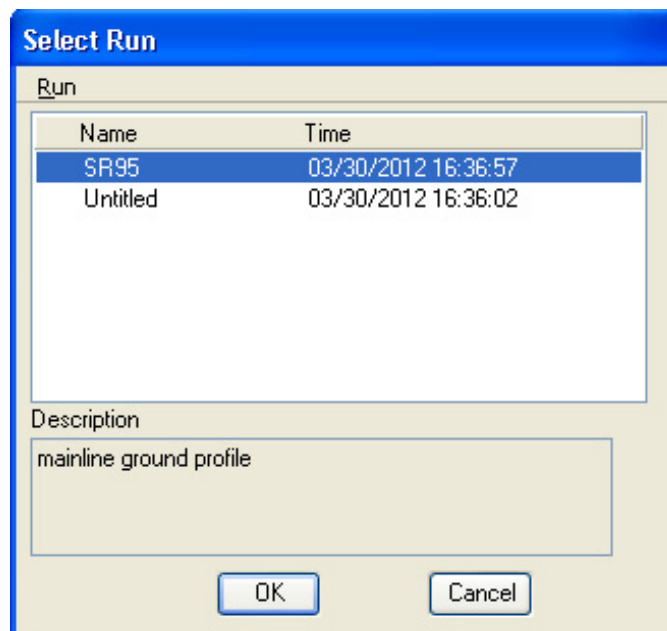 Select Run
Run
Name Time
SR95 03/30/2012 16:36:57
Untitled 03/30/2012 16:36:02
Description
mainline ground profile
OK Cancel